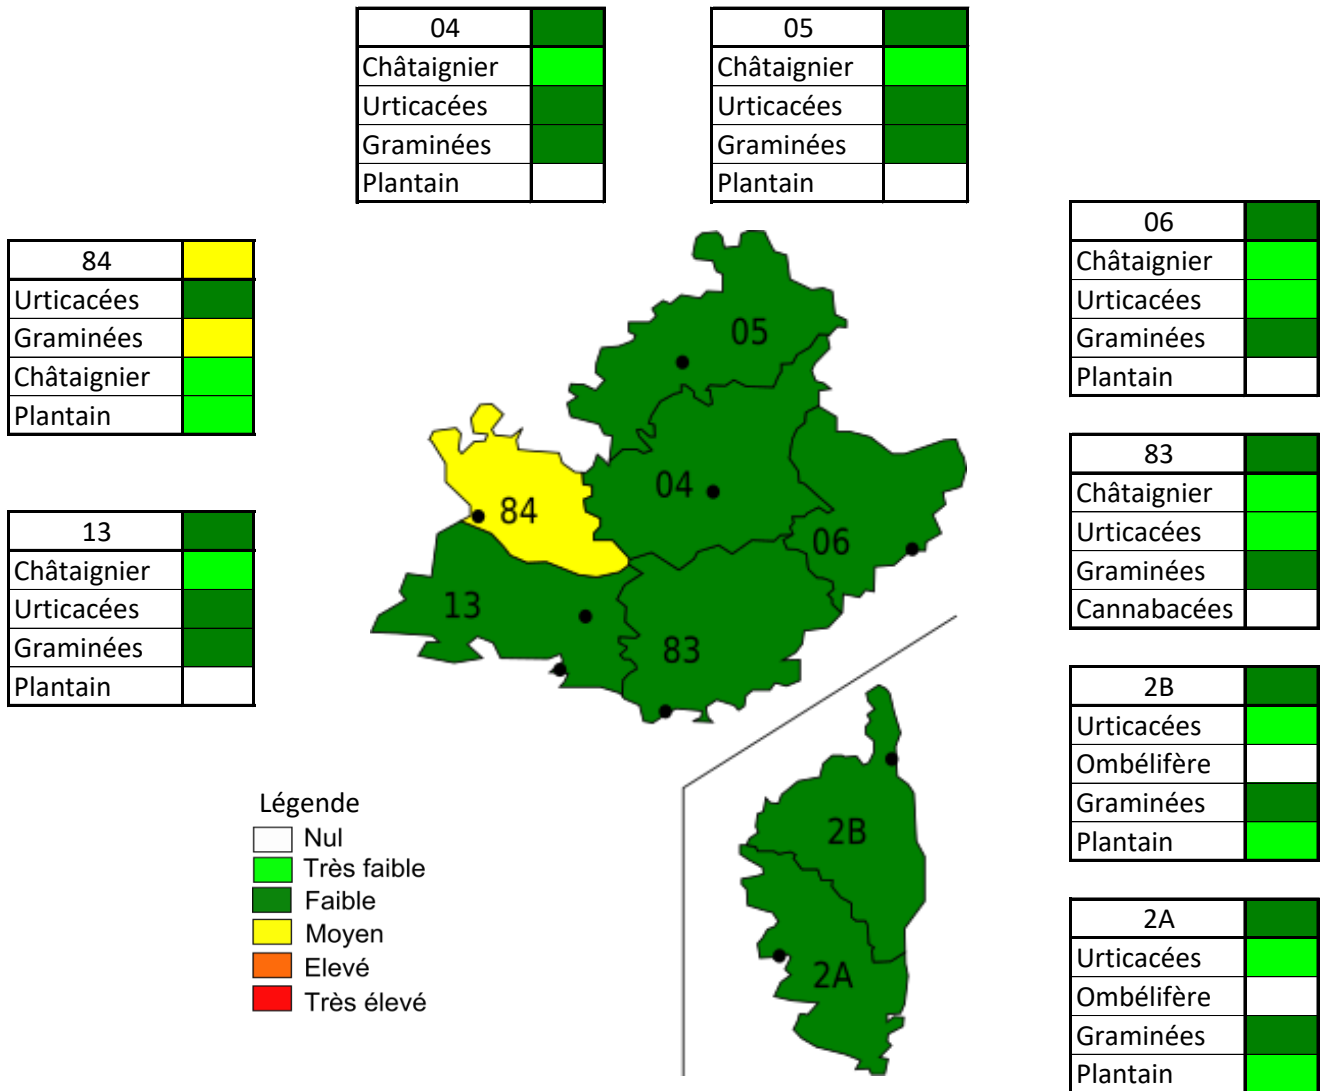 04
Châtaignier
Urticacées
Graminées
Plantain
05
Châtaignier
Urticacées
Graminées
Plantain
84
Urticacées
Graminées
Châtaignier
Plantain
13
Châtaignier
Urticacées
Graminées
Plantain
06
Châtaignier
Urticacées
Graminées
Plantain
83
Châtaignier
Urticacées
Graminées
Cannabacées
2B
Urticacées
Ombélifère
Graminées
Plantain
2A
Urticacées
Ombélifère
Graminées
Plantain
05
04
84
06
13
83
2B
2A
Légende
Nul
Très faible
Faible
Moyen
Elevé
Très élevé